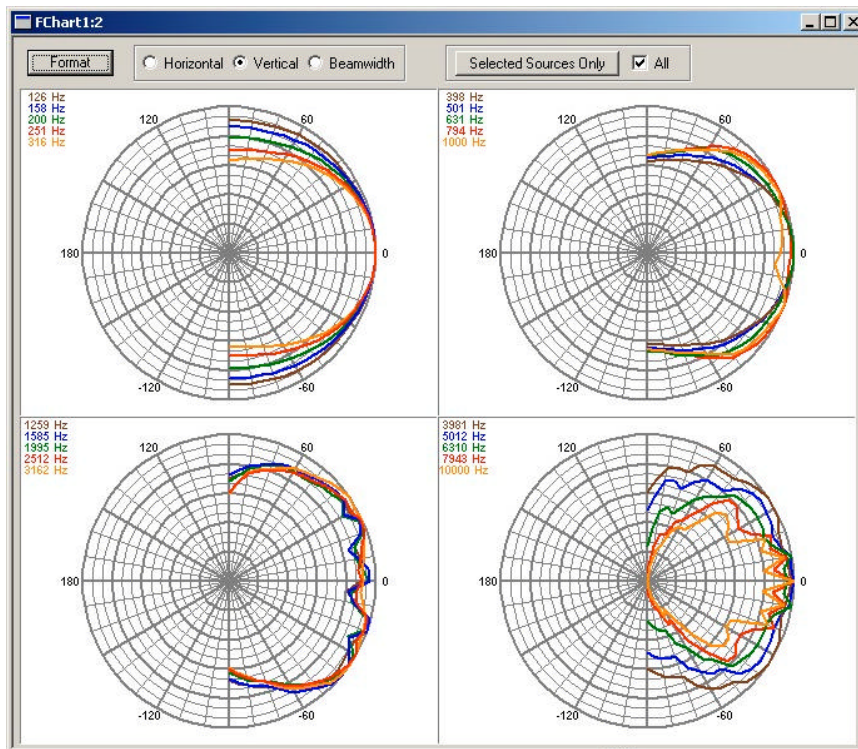 FChart1:2
Format Horizontal Vertical Beamwidth Selected Sources Only All
126 Hz
158 Hz
200 Hz
251 Hz
316 Hz
120 60
180 0
-120 -60
398 Hz
501 Hz
631 Hz
794 Hz
1000 Hz
120 60
180 0
-120 -60
1259 Hz
1585 Hz
1995 Hz
2512 Hz
3162 Hz
120 60
180 0
-120 -60
3981 Hz
5012 Hz
6310 Hz
7943 Hz
10000 Hz
120 60
180 0
-120 -60